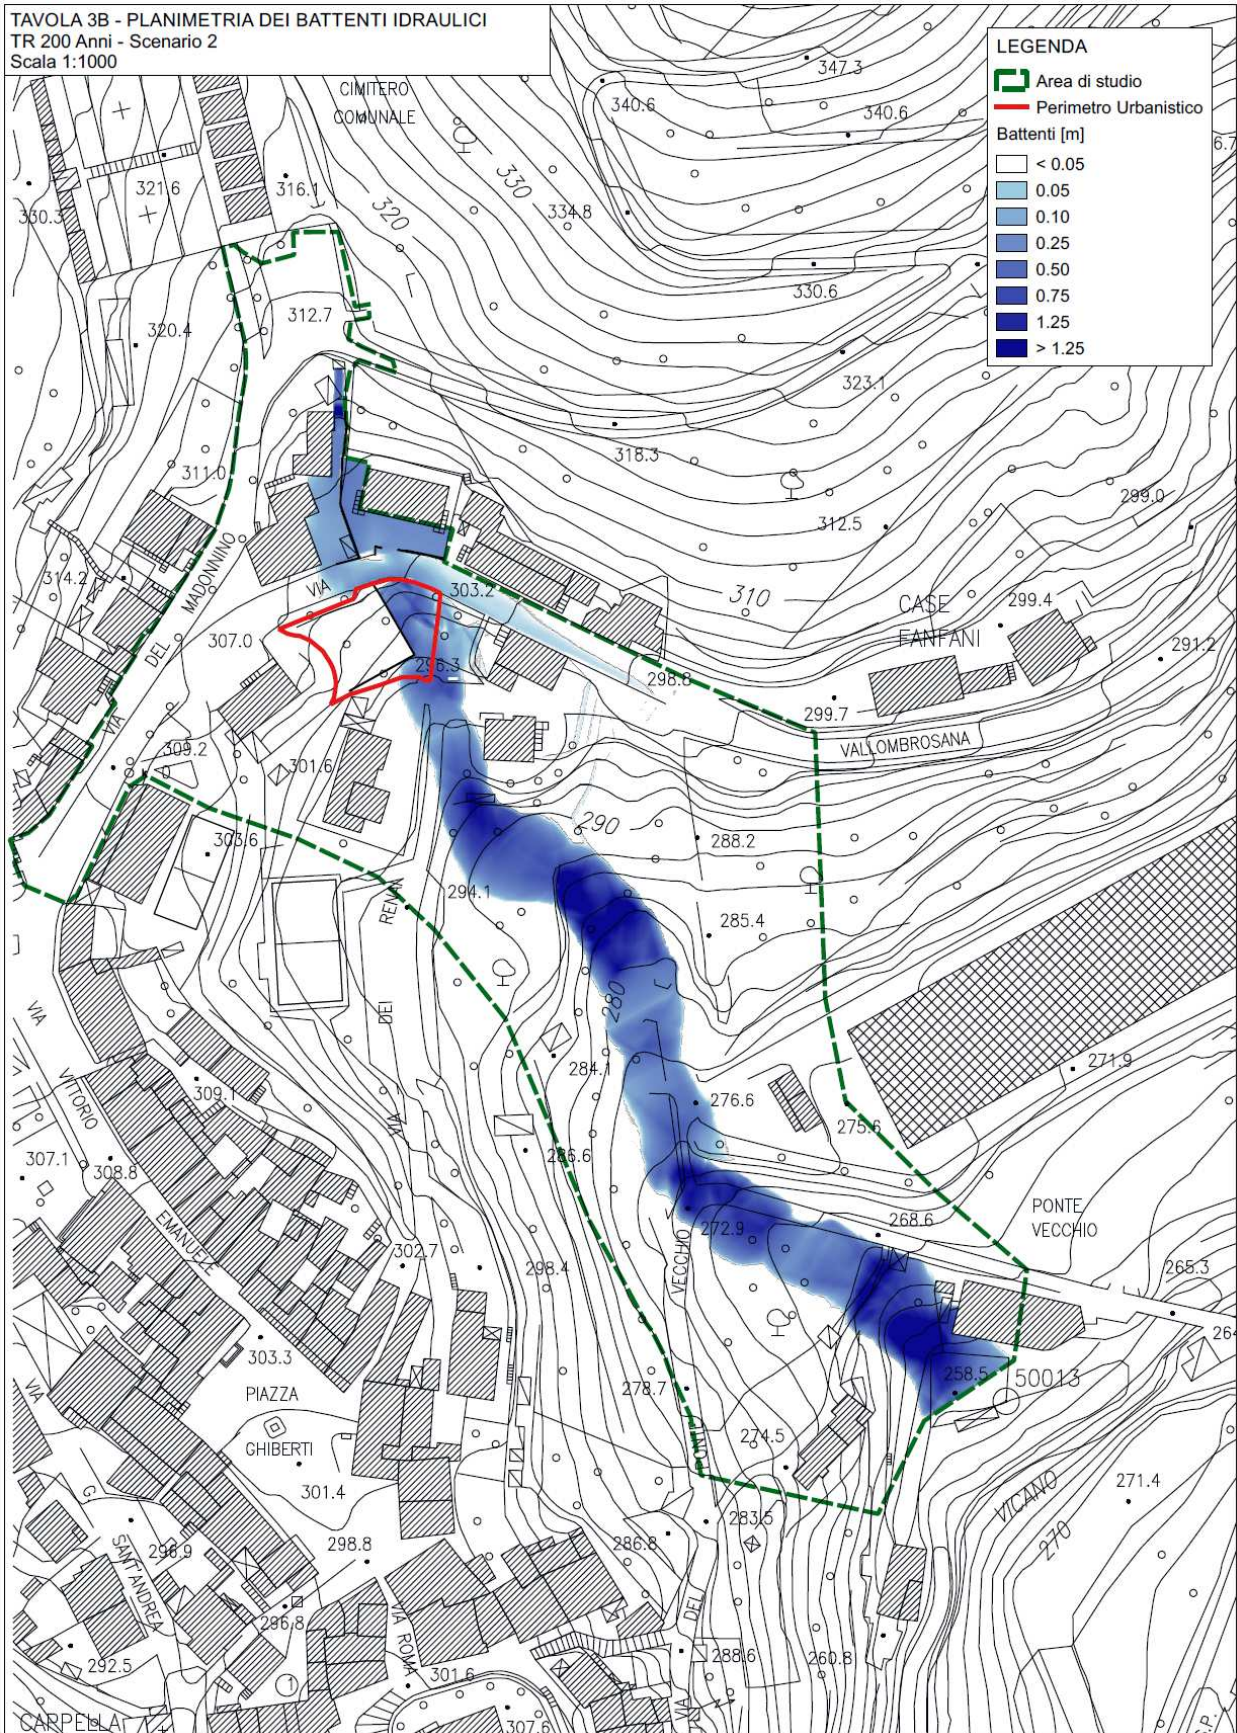 TAVOLA 3B - PLANIMETRIA DEI BATTENTI IDRAULICI
TR 200 Anni - Scenario 2
Scala 1:1000
LEGENDA
Area di studio
Perimetro Urbanistico
Battenti [m]
< 0.05
0.05
0.10
0.25
0.50
0.75
1.25
> 1.25
CIMITERO
COMUNALE
347.3
340.6
340.6
6.7
321.6
316.1
330.3
320
330
334.8
330.6
320.4
312.7
323.1
318.3
311.0
299.0
312.5
314.2
VIA DEL MADONNINO
VIA
303.2
310
CASE
FANFANI
299.4
307.0
291.2
296.3
298.8
299.7
VALLOMBROSANA
309.2
301.6
290
288.2
303.6
294.1
285.4
VIA DEI RENAI
280
284.1
271.9
276.6
275.6
VIA
VITTORIO
EMANUELE
309.1
307.1
308.8
286.6
PONTE
VECCHIO
268.6
272.9
302.7
298.4
265.3
264
303.3
PIAZZA
GHIBERTI
278.7
258.5
50013
VIA DEL PONTE VECCHIO
274.5
301.4
VICANO
271.4
270
VIA
G.
SANT'ANDREA
296.9
298.8
286.8
283.5
296.8
VIA ROMA
292.5
301.6
288.6
260.8
1
CAPPELLA
307.6
S.P.